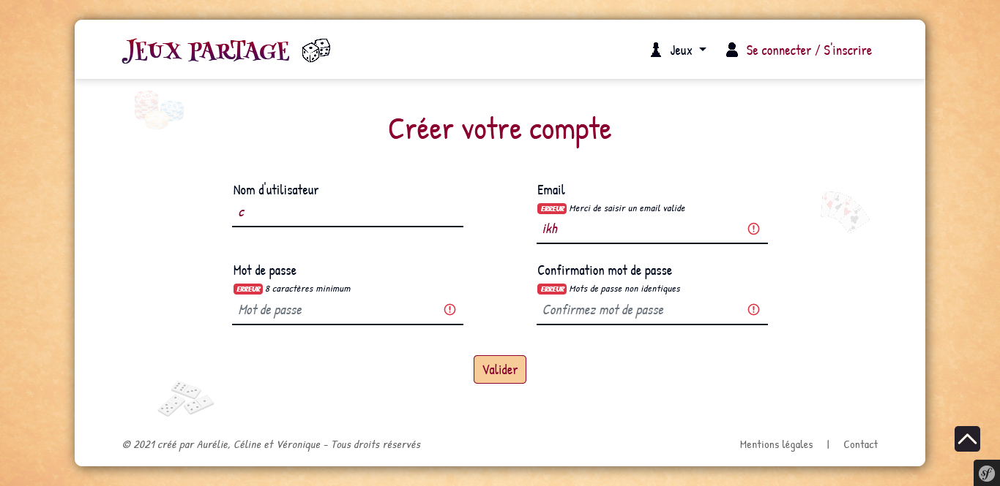 JEUX PARTAGE
Jeux
Se connecter / S'inscrire
Créer votre compte
Nom d'utilisateur
c
Email
ERREUR Merci de saisir un email valide
ikh
Mot de passe
ERREUR 8 caractères minimum
Mot de passe
Confirmation mot de passe
ERREUR Mots de passe non identiques
Confirmez mot de passe
Valider
© 2021 créé par Aurélie, Céline et Véronique - Tous droits réservés
Mentions légales | Contact
sf